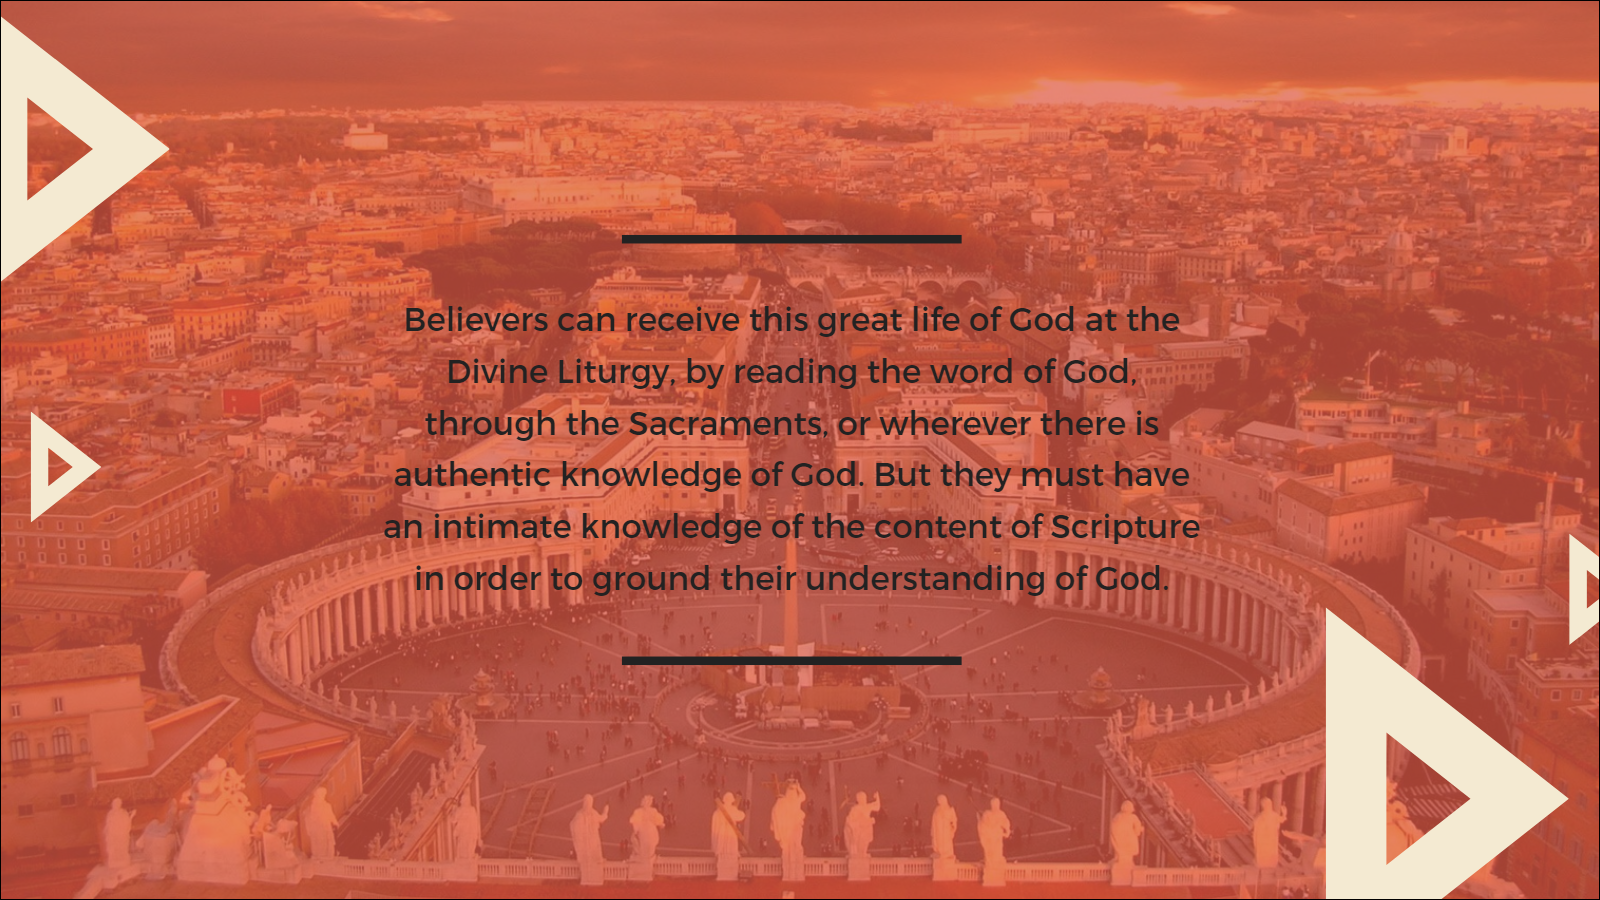 Believers can receive this great life of God at the
Divine Liturgy, by reading the word of God,
through the Sacraments, or wherever there is
authentic knowledge of God. But they must have
an intimate knowledge of the content of Scripture
in order to ground their understanding of God.